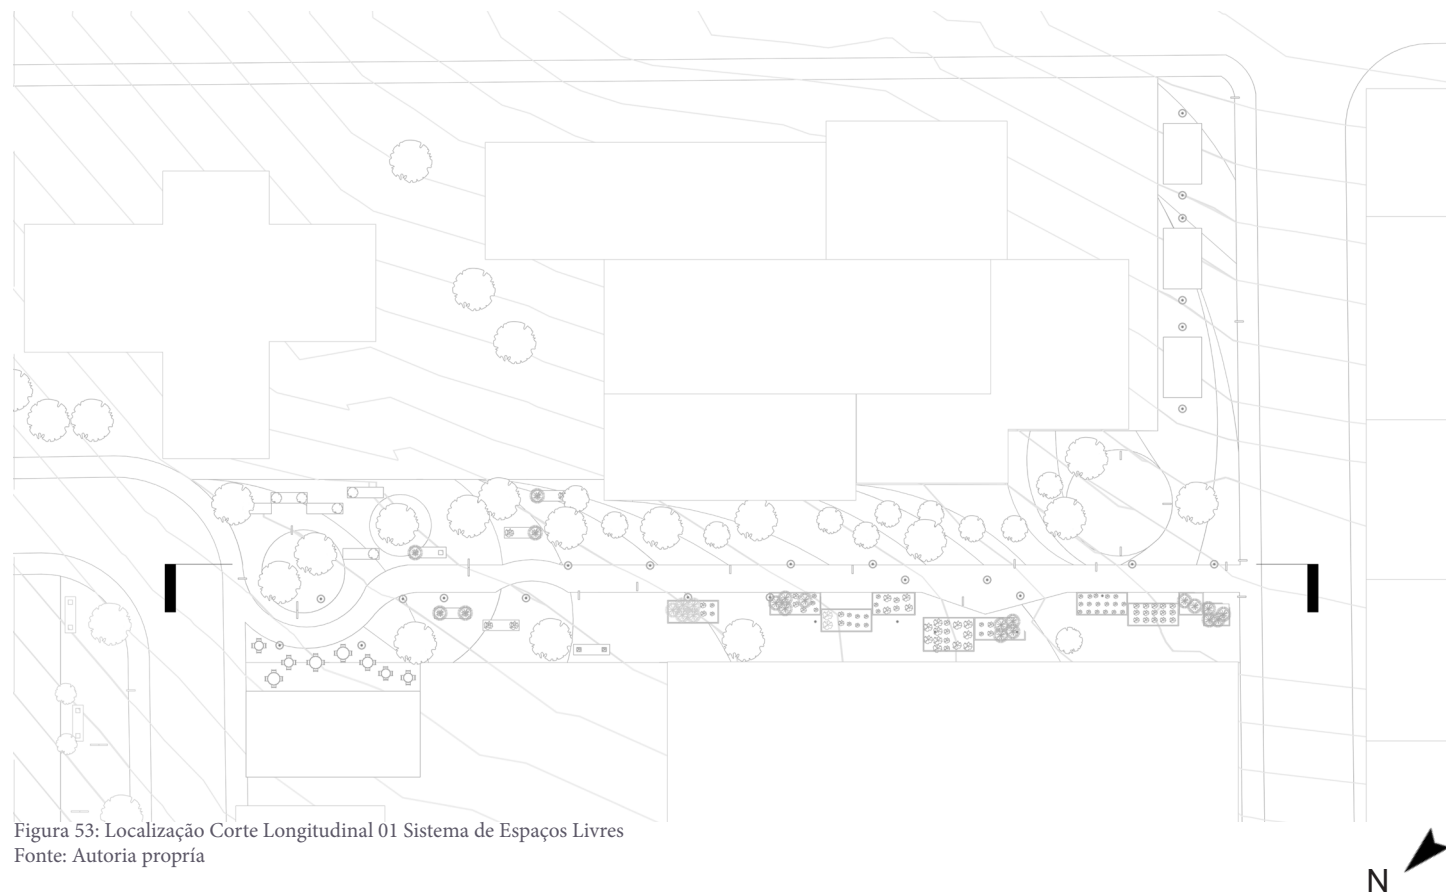 Figura 53: Localização Corte Longitudinal 01 Sistema de Espaços Livres
Fonte: Autoria propría
N